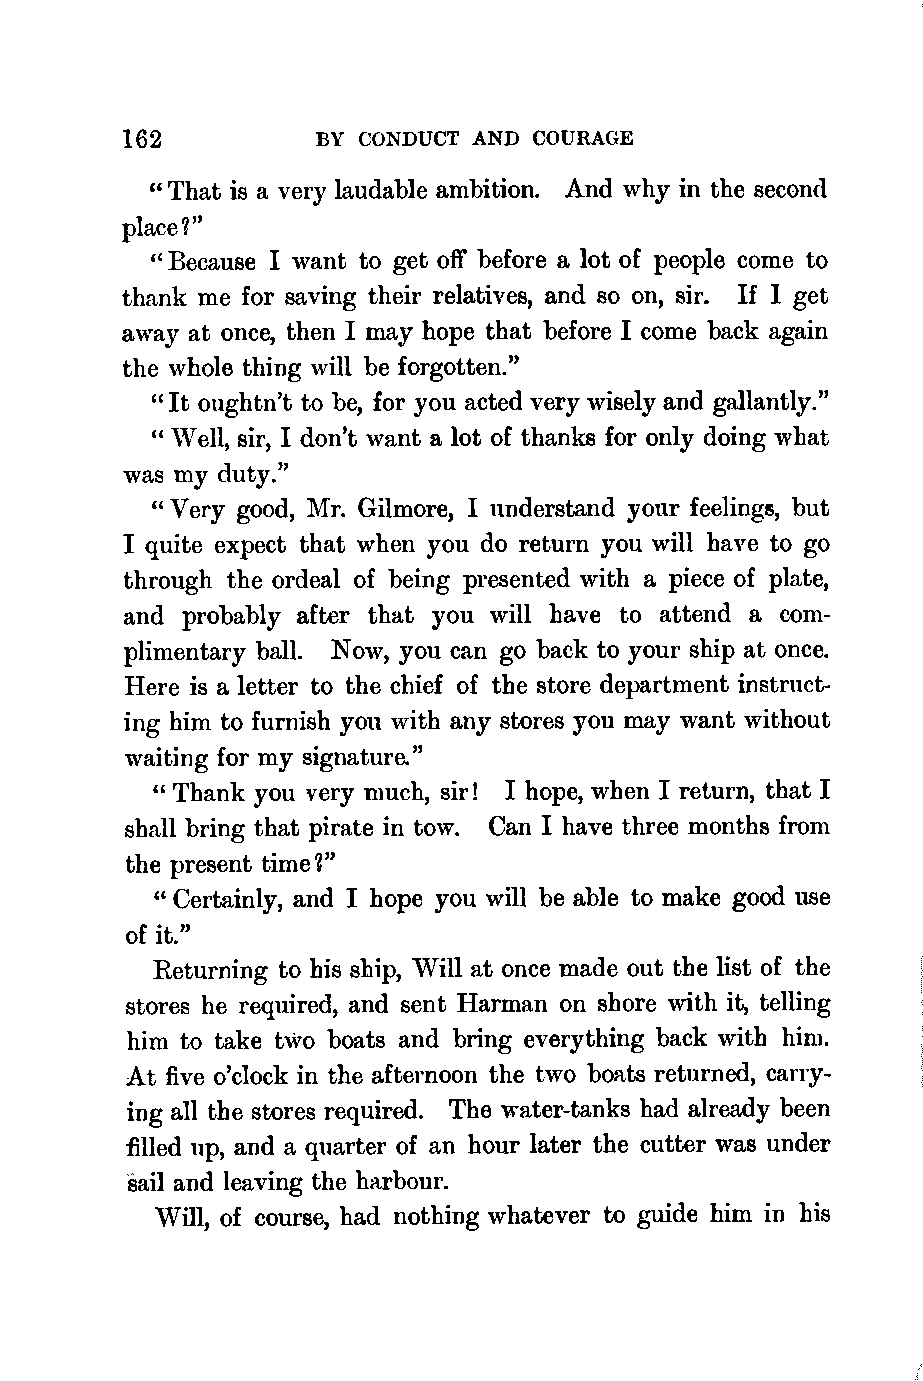 162 BY CONDUCT AND COURAGE
"That is a very laudable ambition. And why in the second
place?"
"Because I want to get off before a lot of people come to
thank me for saving their relatives, and so on, sir. If I get
away at once, then I may hope that before I come back again
the whole thing will be forgotten."
"It oughtn't to be, for you acted very wisely and gallantly."
"Well, sir, I don't want a lot of thanks for only doing what
was my duty."
"Very good, Mr. Gilmore, I understand your feelings, but
I quite expect that when you do return you will have to go
through the ordeal of being presented with a piece of plate,
and probably after that you will have to attend a com-
plimentary ball. Now, you can go back to your ship at once.
Here is a letter to the chief of the store department instruct-
ing him to furnish you with any stores you may want without
waiting for my signature."
"Thank you very much, sir! I hope, when I return, that I
shall bring that pirate in tow. Can I have three months from
the present time?"
"Certainly, and I hope you will be able to make good use
of it."
Returning to his ship, Will at once made out the list of the
stores he required, and sent Harman on shore with it, telling
him to take two boats and bring everything back with him.
At five o'clock in the afternoon the two boats returned, carry-
ing all the stores required. The water-tanks had already been
filled up, and a quarter of an hour later the cutter was under
sail and leaving the harbour.
Will, of course, had nothing whatever to guide him in his